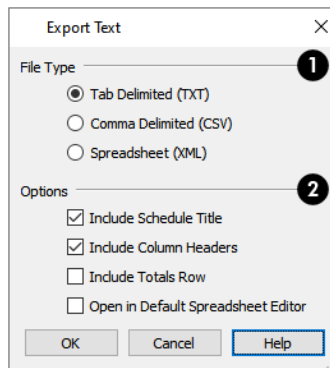 Export Text
File Type 1
Tab Delimited (TXT)
Comma Delimited (CSV)
Spreadsheet (XML)
Options 2
Include Schedule Title
Include Column Headers
Include Totals Row
Open in Default Spreadsheet Editor
OK Cancel Help